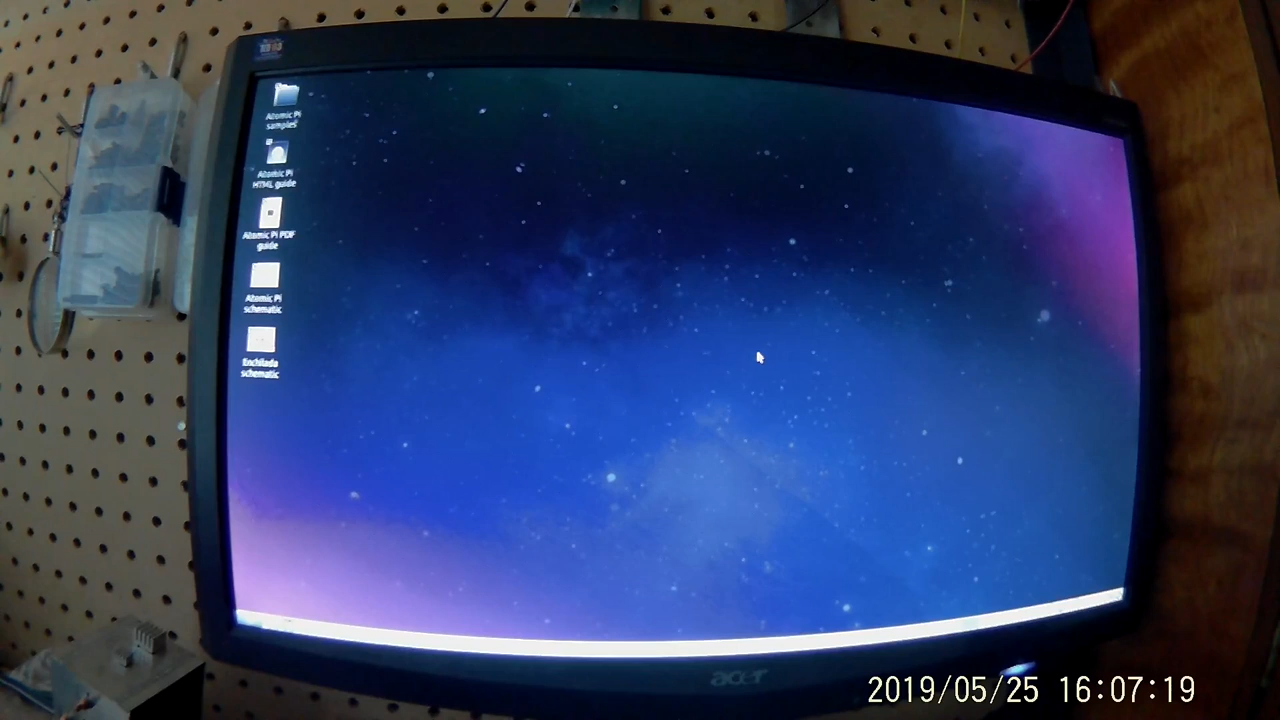 Atomic Pi
samples
Atomic Pi
HTML guide
Atomic Pi PDF
guide
Atomic Pi
schematic
Enchilada
schematic
acer
2019/05/25 16:07:19